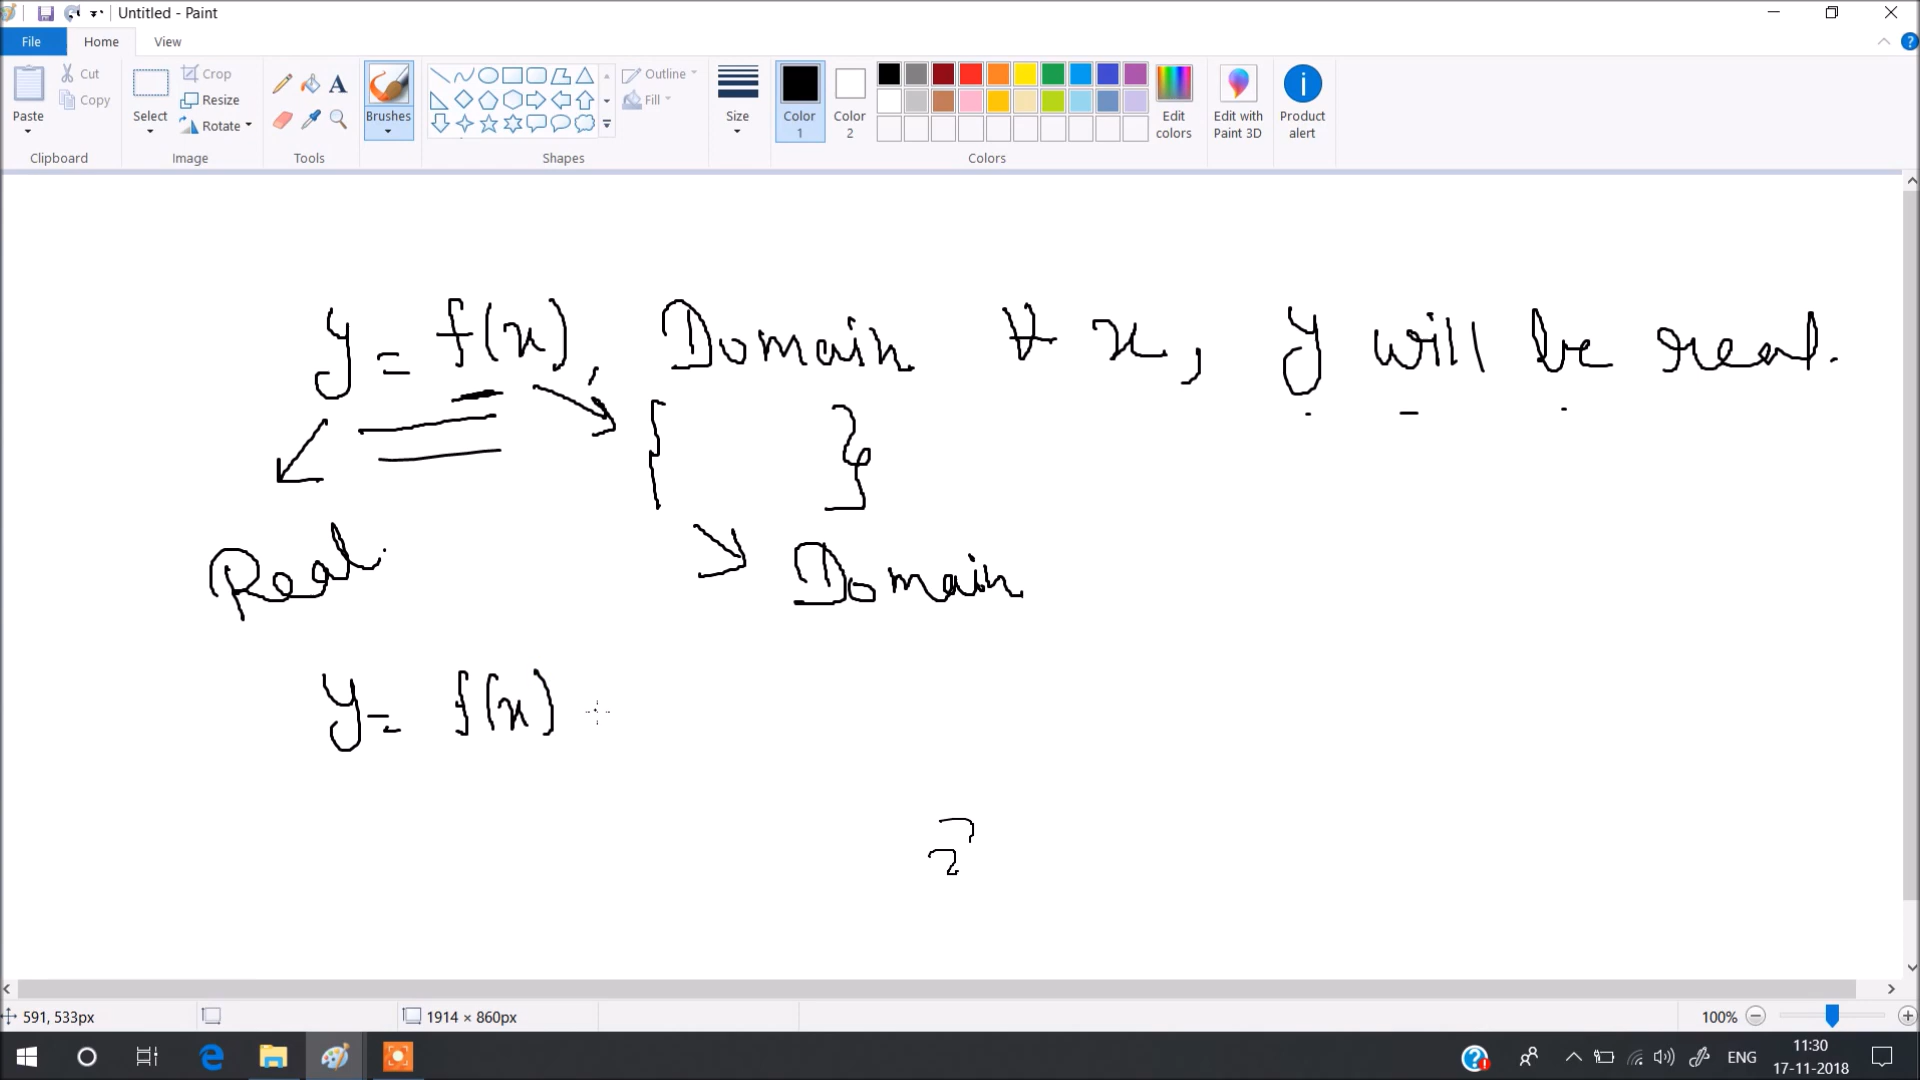 Untitled - Paint
File Home View
Paste Cut Copy Select Crop Resize Rotate Brushes Outline Fill Size Color 1 Color 2 Edit colors Edit with Paint 3D Product alert
Clipboard Image Tools Shapes Colors
y = f(x), Domain ∀ x, y will be real.
{ }
Real Domain
y = f(x)
591, 533px 1914 × 860px 100%
ENG 11:30
17-11-2018